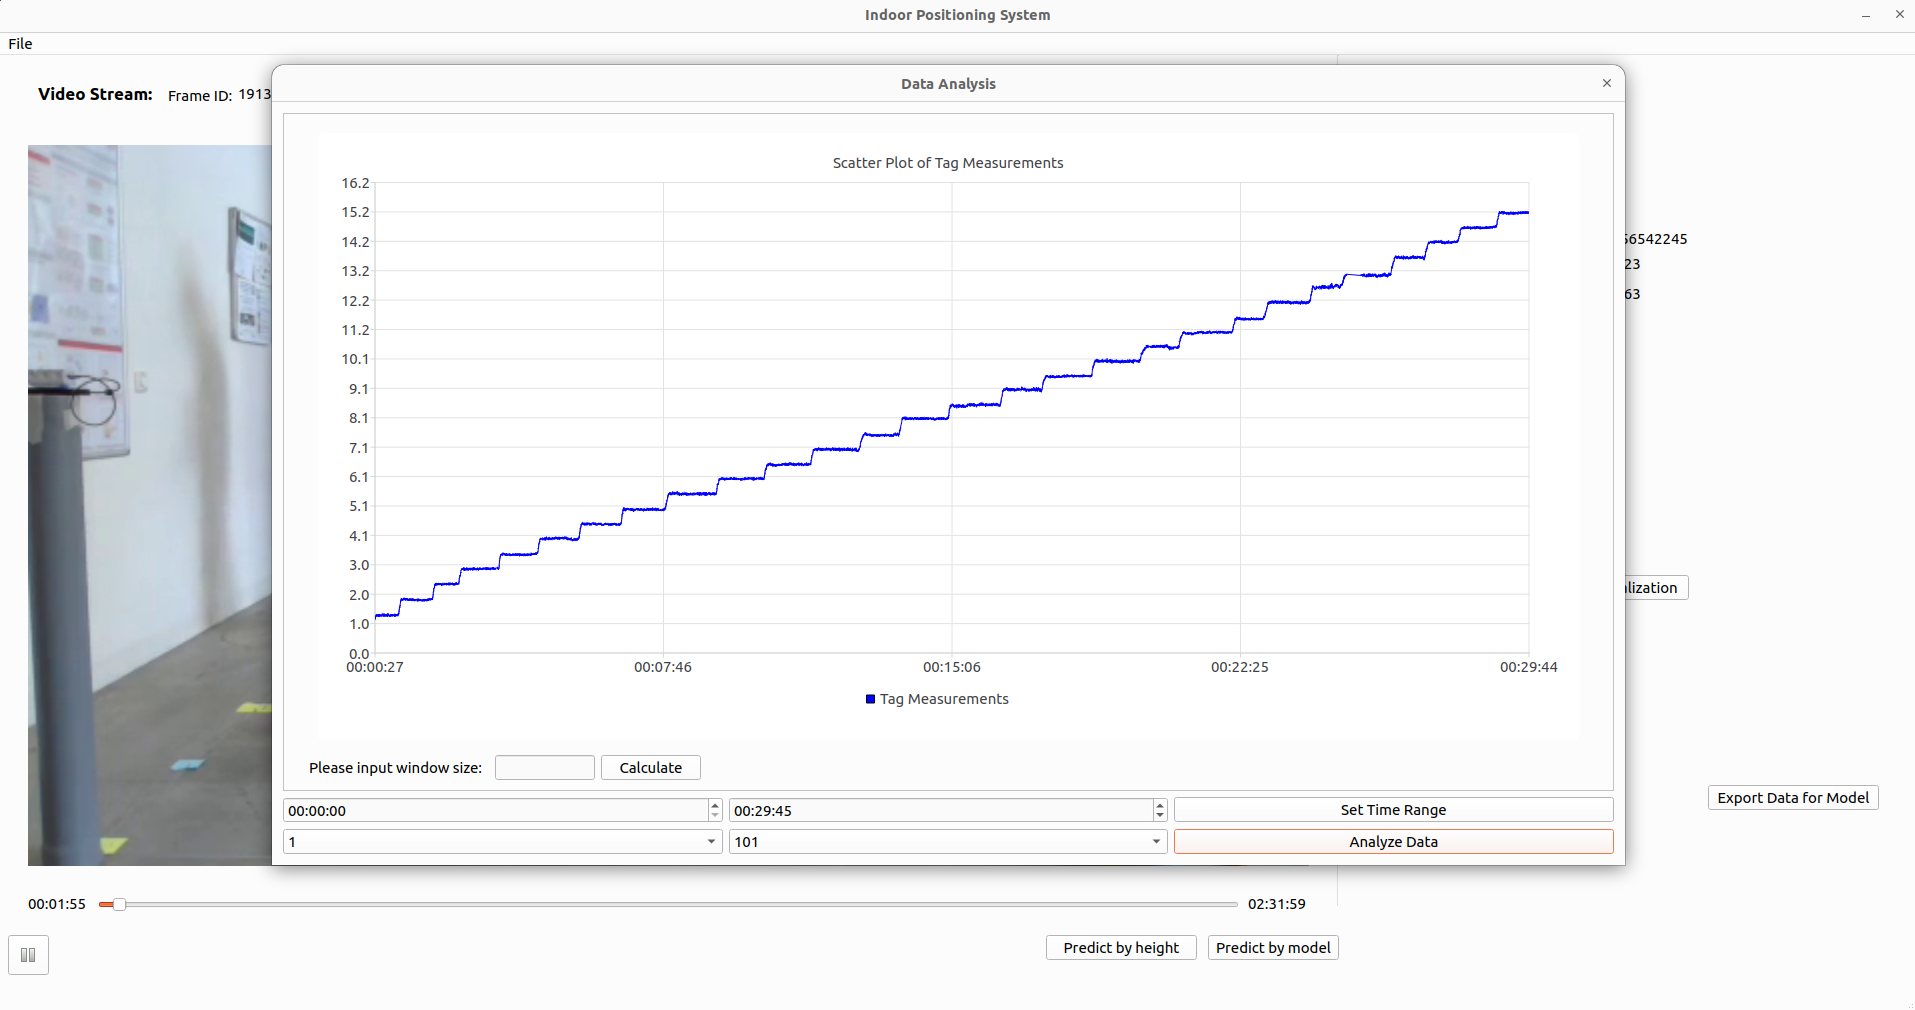 Indoor Positioning System
File
Video Stream: Frame ID: 1913
Data Analysis
Scatter Plot of Tag Measurements
16.2
15.2
14.2
13.2
12.2
11.2
10.1
9.1
8.1
7.1
6.1
5.1
4.1
3.0
2.0
1.0
0.0
00:00:27 00:07:46 00:15:06 00:22:25 00:29:44
Tag Measurements
Please input window size: Calculate
00:00:00 00:29:45 Set Time Range
1 101 Analyze Data
56542245
23
63
lization
Export Data for Model
00:01:55 02:31:59
Predict by height Predict by model